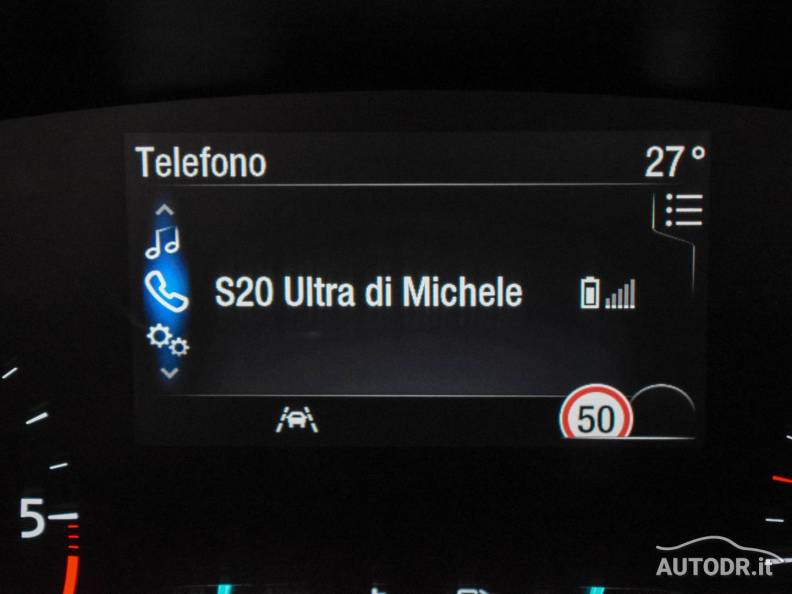 Telefono 27°
S20 Ultra di Michele
50
5
AUTODR.it